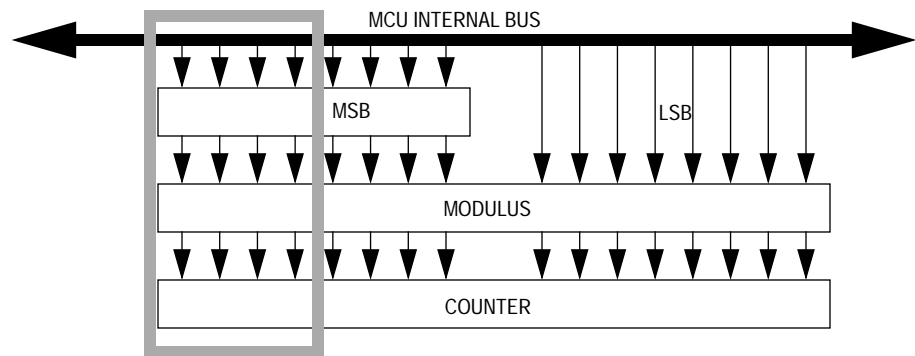 MCU INTERNAL BUS
MSB
LSB
MODULUS
COUNTER